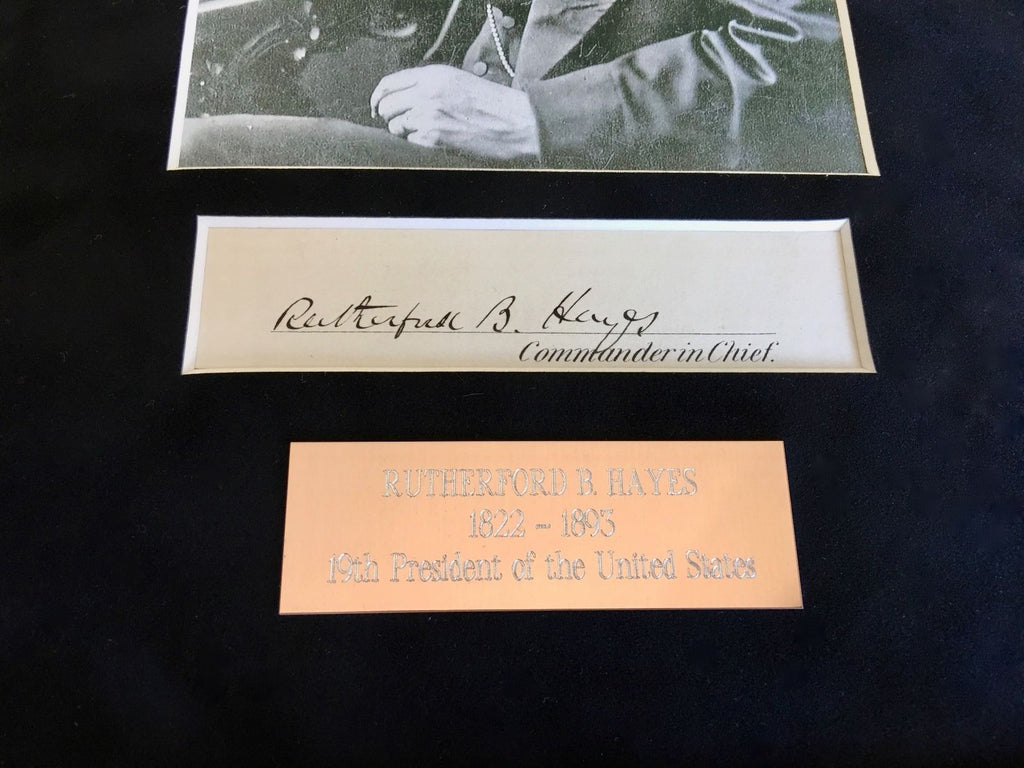 Rutherford B. Hayes
Commander in Chief.
RUTHERFORD B. HAYES
1822 - 1893
19th President of the United States